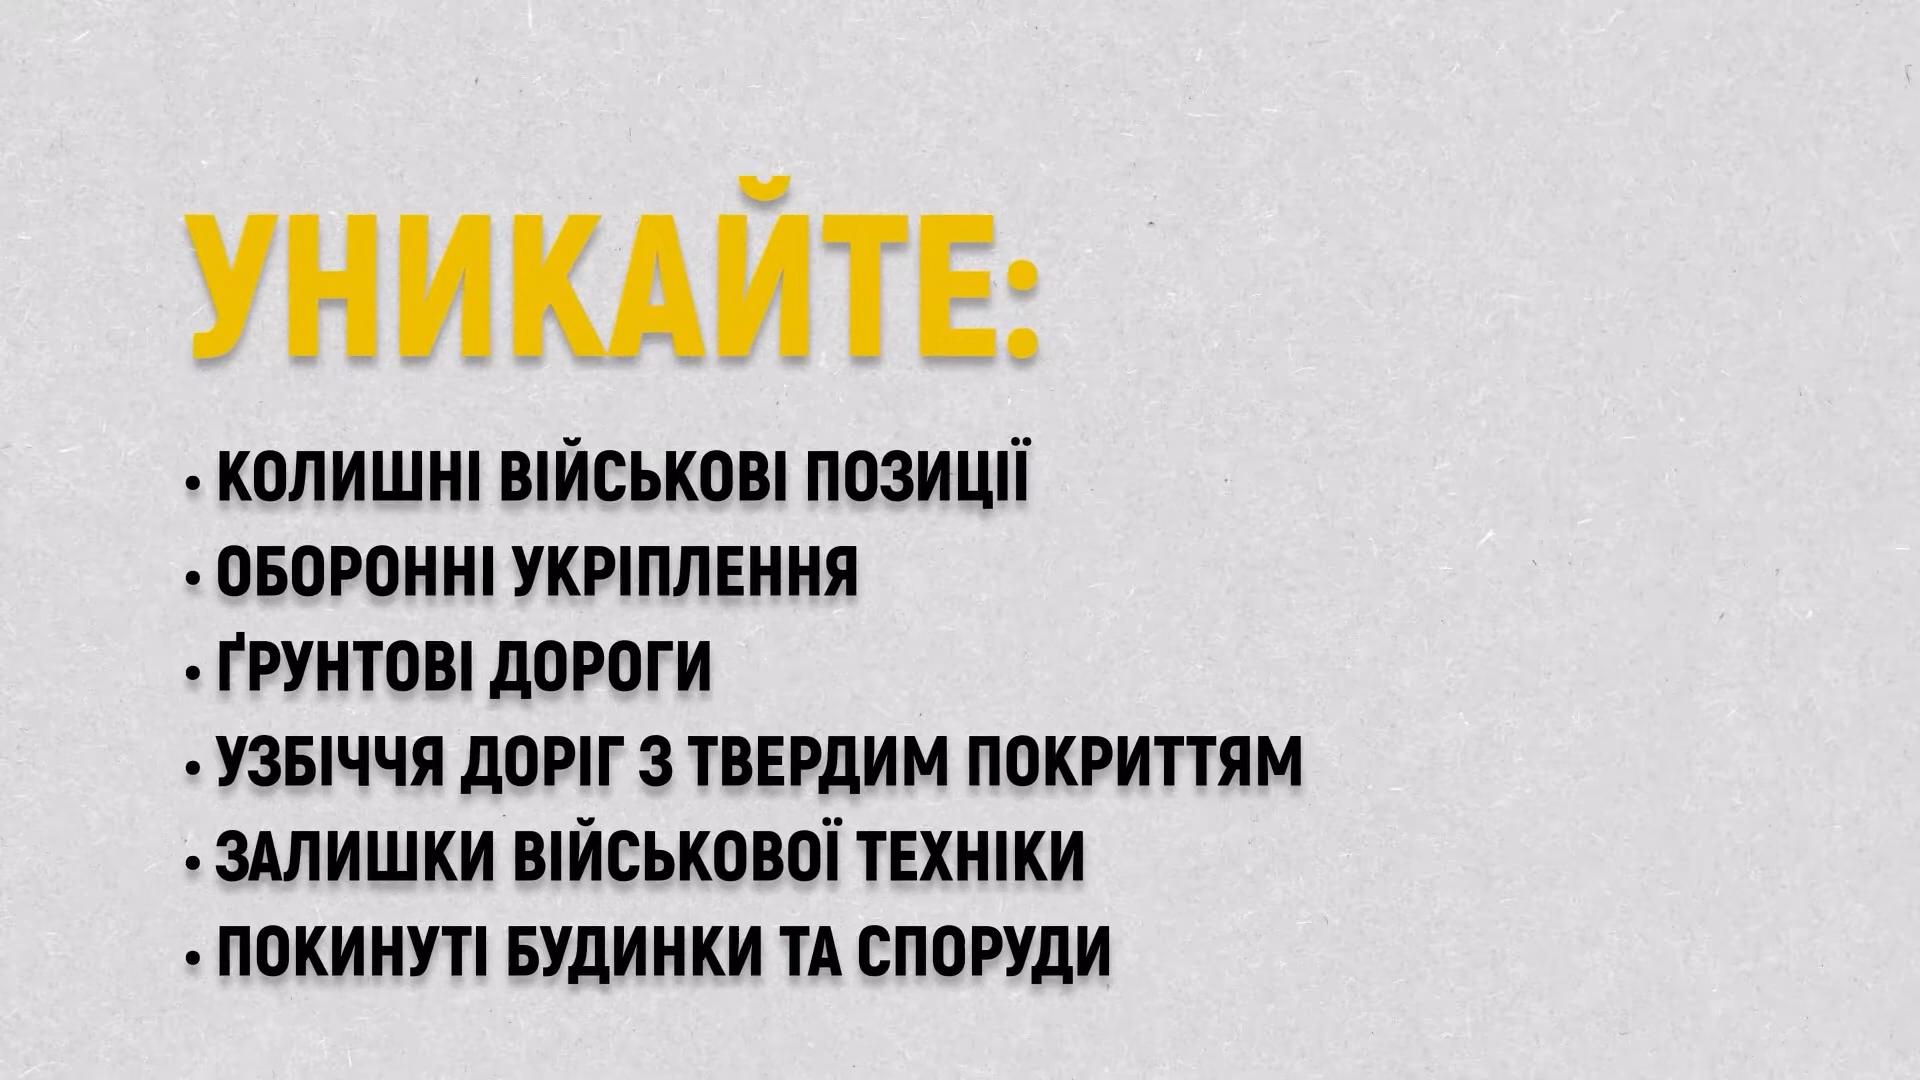 УНИКАЙТЕ:
• КОЛИШНІ ВІЙСЬКОВІ ПОЗИЦІЇ
• ОБОРОННІ УКРІПЛЕННЯ
• ҐРУНТОВІ ДОРОГИ
• УЗБІЧЧЯ ДОРІГ З ТВЕРДИМ ПОКРИТТЯМ
• ЗАЛИШКИ ВІЙСЬКОВОЇ ТЕХНІКИ
• ПОКИНУТІ БУДИНКИ ТА СПОРУДИ